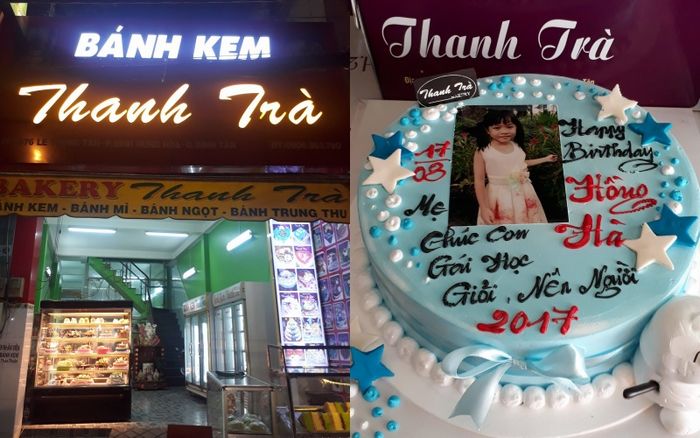 BÁNH KEM
Thanh Trà
BAKERY Thanh Trà
BÁNH KEM - BÁNH MÌ - BÁNH NGỌT - BÁNH TRUNG THU
Thanh Trà
Thanh Trà
BAKERY
17
08
Happy
Birthday
Hồng
Hà
Mẹ
Chúc Con
Gái Học
Giỏi, Nên Người
2017